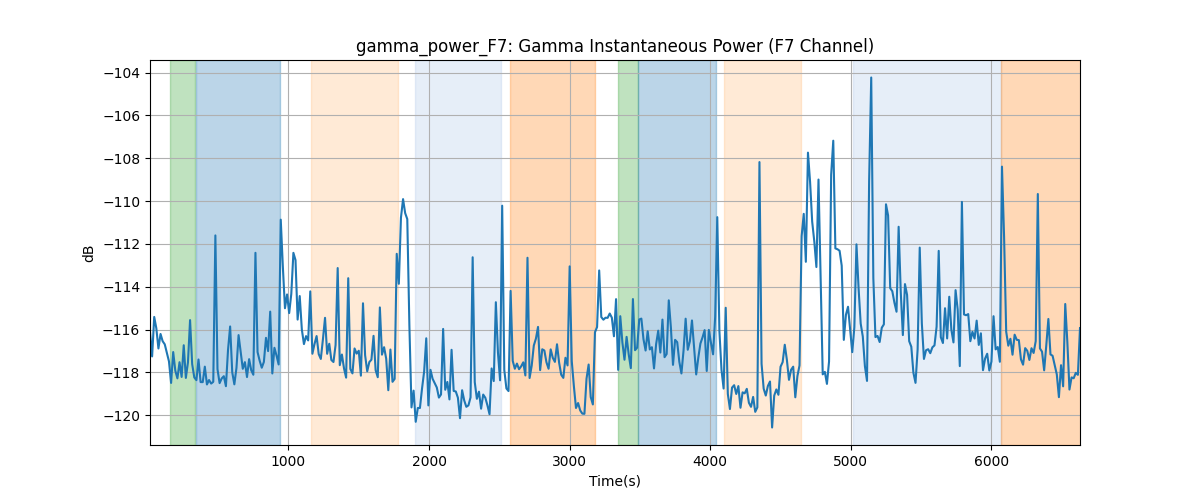 gamma_power_F7: Gamma Instantaneous Power (F7 Channel)
−104
−106
−108
−110
−112
−114
−116
−118
−120
dB
1000 2000 3000 4000 5000 6000
Time(s)